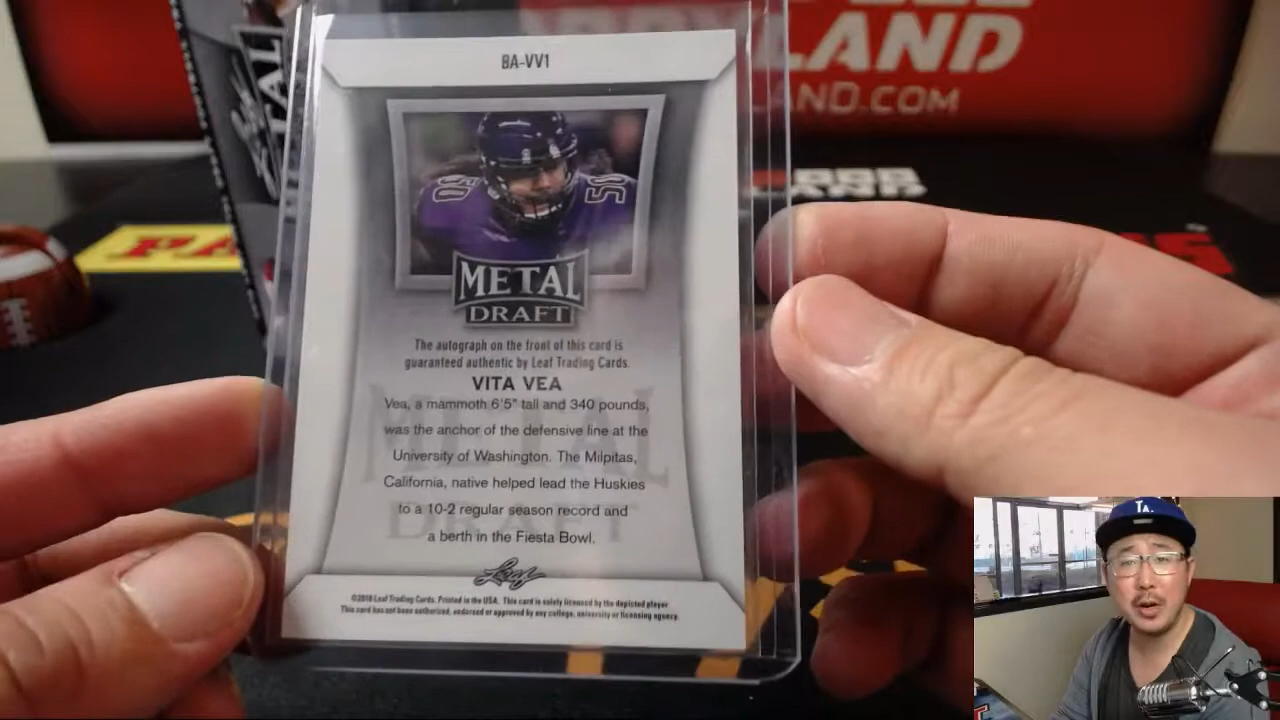 BA-VV1
LAND
LAND.COM
METAL
50
50
METAL
DRAFT
The autograph on the front of this card is
guaranteed authentic by Leaf Trading Cards.
VITA VEA
Vea, a mammoth 6'5" tall and 340 pounds,
was the anchor of the defensive line at the
University of Washington. The Milpitas,
California, native helped lead the Huskies
to a 10-2 regular season record and
a berth in the Fiesta Bowl.
Leaf
©2018 Leaf Trading Cards. Printed in the USA. This card is solely licensed by the depicted player
This card has not been authorized, endorsed or approved by any college, university or licensing agency.